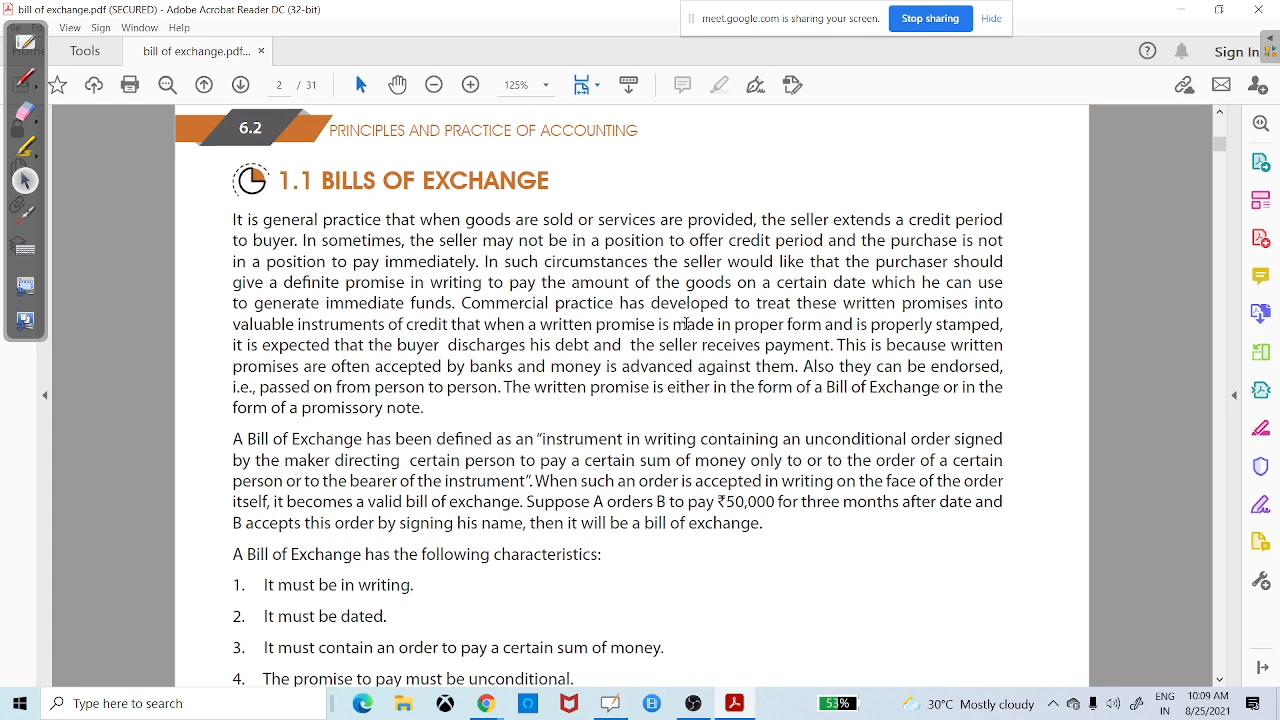 bill of exchange.pdf (SECURED) - Adobe Acrobat Reader DC (32-bit)
meet.google.com is sharing your screen.
Stop sharing
Hide
View Sign Window Help
Tools
bill of exchange.pdf...
Sign In
2 / 31
125%
6.2
PRINCIPLES AND PRACTICE OF ACCOUNTING
1.1 BILLS OF EXCHANGE
It is general practice that when goods are sold or services are provided, the seller extends a credit period
to buyer. In sometimes, the seller may not be in a position to offer credit period and the purchase is not
in a position to pay immediately. In such circumstances the seller would like that the purchaser should
give a definite promise in writing to pay the amount of the goods on a certain date which he can use
to generate immediate funds. Commercial practice has developed to treat these written promises into
valuable instruments of credit that when a written promise is made in proper form and is properly stamped,
it is expected that the buyer discharges his debt and the seller receives payment. This is because written
promises are often accepted by banks and money is advanced against them. Also they can be endorsed,
i.e., passed on from person to person. The written promise is either in the form of a Bill of Exchange or in the
form of a promissory note.
A Bill of Exchange has been defined as an “instrument in writing containing an unconditional order signed
by the maker directing certain person to pay a certain sum of money only to or to the order of a certain
person or to the bearer of the instrument”. When such an order is accepted in writing on the face of the order
itself, it becomes a valid bill of exchange. Suppose A orders B to pay ₹50,000 for three months after date and
B accepts this order by signing his name, then it will be a bill of exchange.
A Bill of Exchange has the following characteristics:
1. It must be in writing.
2. It must be dated.
3. It must contain an order to pay a certain sum of money.
4. The promise to pay must be unconditional.
Type here to search
53%
30°C Mostly cloudy
ENG
IN
10:09 AM
8/25/2021